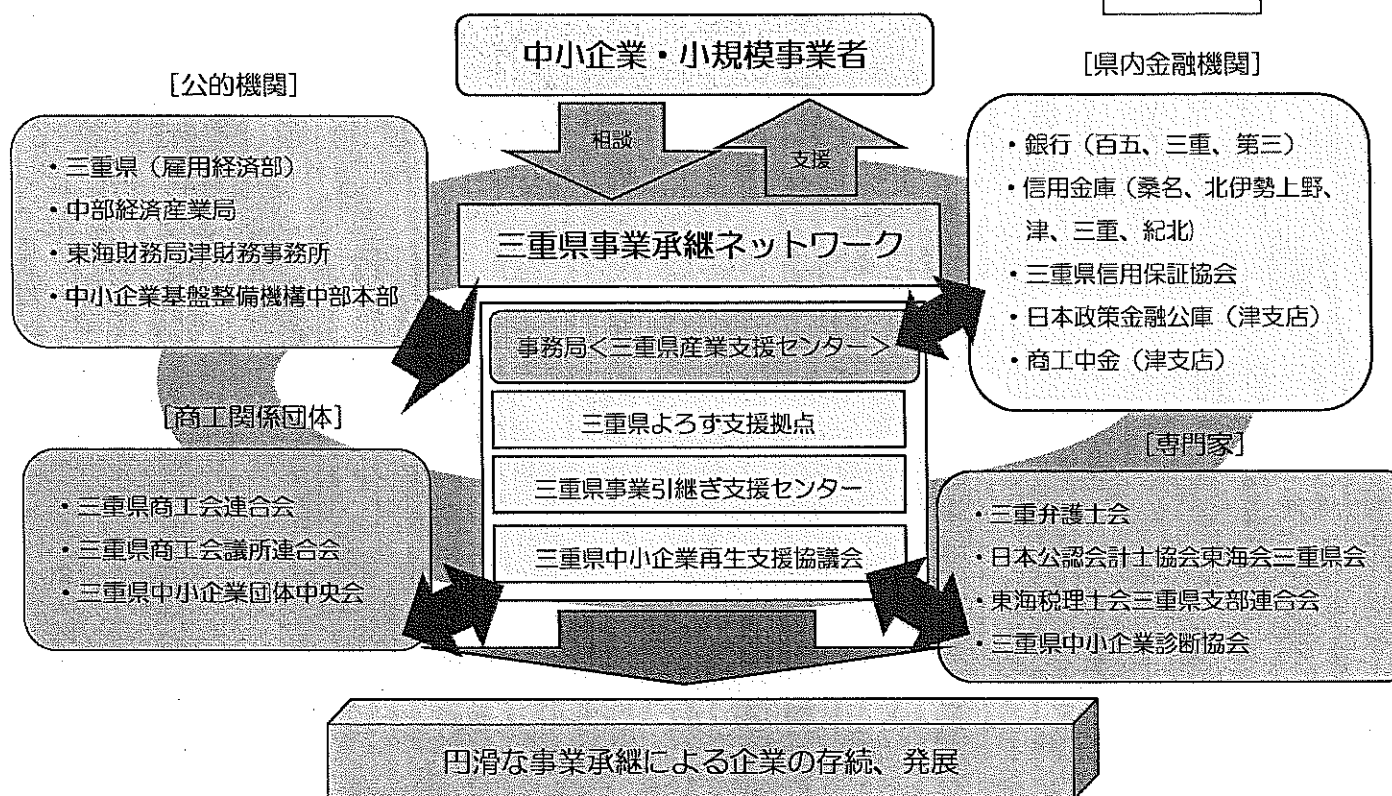 中小企業・小規模事業者
相談
支援
[公的機関]
・三重県（雇用経済部）
・中部経済産業局
・東海財務局津財務事務所
・中小企業基盤整備機構中部本部
[県内金融機関]
・銀行（百五、三重、第三）
・信用金庫（桑名、北伊勢上野、
津、三重、紀北）
・三重県信用保証協会
・日本政策金融公庫（津支店）
・商工中金（津支店）
三重県事業承継ネットワーク
事務局<三重県産業支援センター>
三重県よろず支援拠点
三重県事業引継ぎ支援センター
三重県中小企業再生支援協議会
[商工関係団体]
・三重県商工会連合会
・三重県商工会議所連合会
・三重県中小企業団体中央会
[専門家]
・三重弁護士会
・日本公認会計士協会東海会三重県会
・東海税理士会三重県支部連合会
・三重県中小企業診断協会
円滑な事業承継による企業の存続、発展